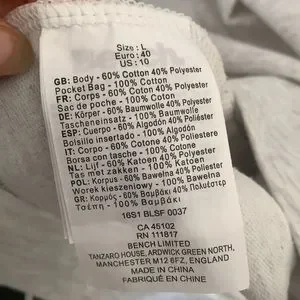 Size: L
Euro: 40
US: 10
GB: Body - 60% Cotton 40% Polyester
Pocket Bag - 100% Cotton
FR: Corps - 60% Coton 40% Polyester
Sac de poche - 100% Coton
DE: Körper - 60% Baumwolle 40% Polyester
Tascheneinsatz - 100% Baumwolle
ESP: Cuerpo - 60% Algodón 40% Poliéster
Bolsillo insertado - 100% Algodón
IT: Corpo - 60% Cotone 40% Poliestere
Borsa con tasca - 100% Cotone
NL: Lijf - 60% Katoen 40% Polyester
Tas met zakken - 100% Katoen
POL: Korpus - 60% Bawełna 40% Poliester
Worek kieszeniowy - 100% Bawełna
GR: Κορμός - 60% Βαμβάκι 40% Πολυεστερ
Τσέπη - 100% Βαμβάκι
16S1 BLSF 0037
CA 45102
RN 111817
BENCH LIMITED
TANZARO HOUSE, ARDWICK GREEN NORTH,
MANCHESTER M12 6FZ, ENGLAND
MADE IN CHINA
FABRIQUÉ EN CHINE